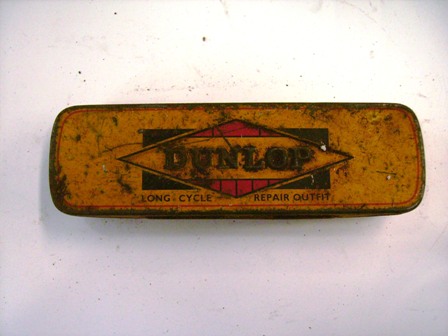 DUNLOP
LONG CYCLE REPAIR OUTFIT